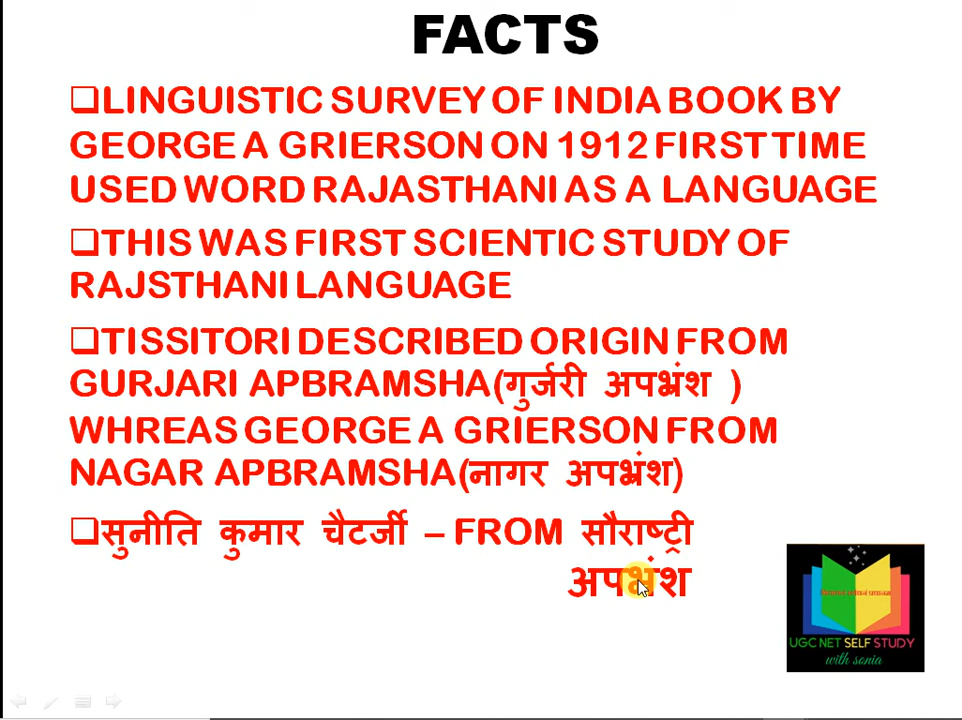 FACTS
❑LINGUISTIC SURVEY OF INDIA BOOK BY
GEORGE A GRIERSON ON 1912 FIRST TIME
USED WORD RAJASTHANI AS A LANGUAGE
❑THIS WAS FIRST SCIENTIC STUDY OF
RAJSTHANI LANGUAGE
❑TISSITORI DESCRIBED ORIGIN FROM
GURJARI APBRAMSHA(गुर्जरी अपभ्रंश )
WHREAS GEORGE A GRIERSON FROM
NAGAR APBRAMSHA(नागर अपभ्रंश)
❑सुनीति कुमार चैटर्जी – FROM सौराष्ट्री
अपभ्रंश
UGC NET SELF STUDY
with sonia